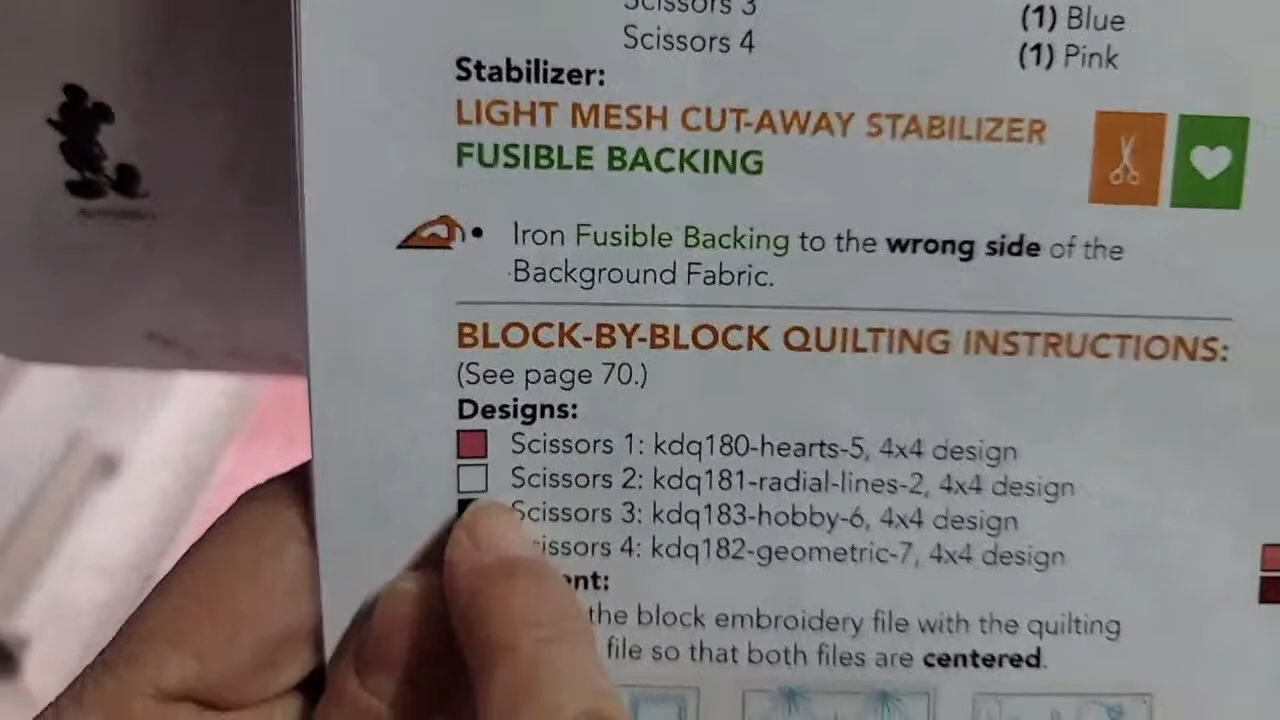 Scissors 3
(1) Blue
Scissors 4
(1) Pink
Stabilizer:
LIGHT MESH CUT-AWAY STABILIZER
FUSIBLE BACKING
• Iron Fusible Backing to the wrong side of the
Background Fabric.
BLOCK-BY-BLOCK QUILTING INSTRUCTIONS:
(See page 70.)
Designs:
Scissors 1: kdq180-hearts-5, 4x4 design
Scissors 2: kdq181-radial-lines-2, 4x4 design
Scissors 3: kdq183-hobby-6, 4x4 design
issors 4: kdq182-geometric-7, 4x4 design
ent:
the block embroidery file with the quilting
file so that both files are centered.